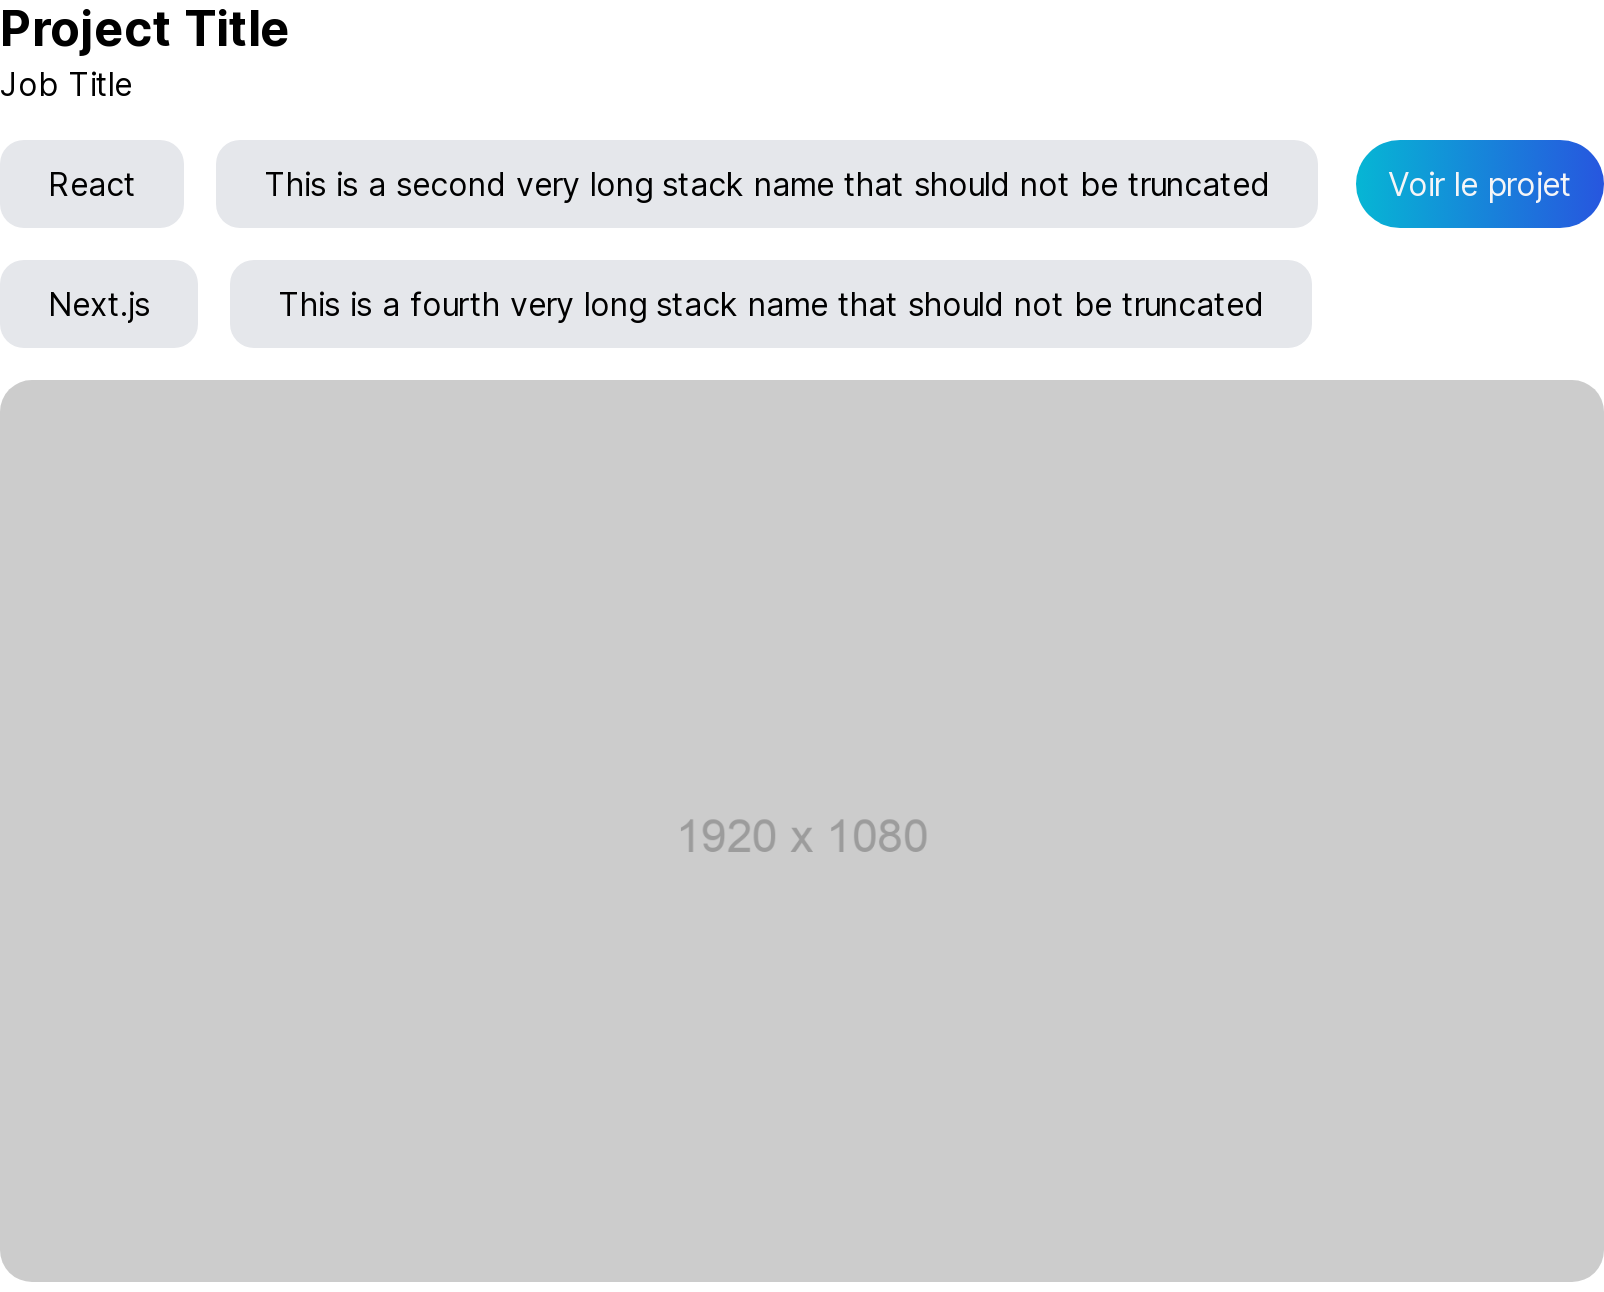 Project Title
Job Title
React
This is a second very long stack name that should not be truncated
Voir le projet
Next.js
This is a fourth very long stack name that should not be truncated
1920 x 1080